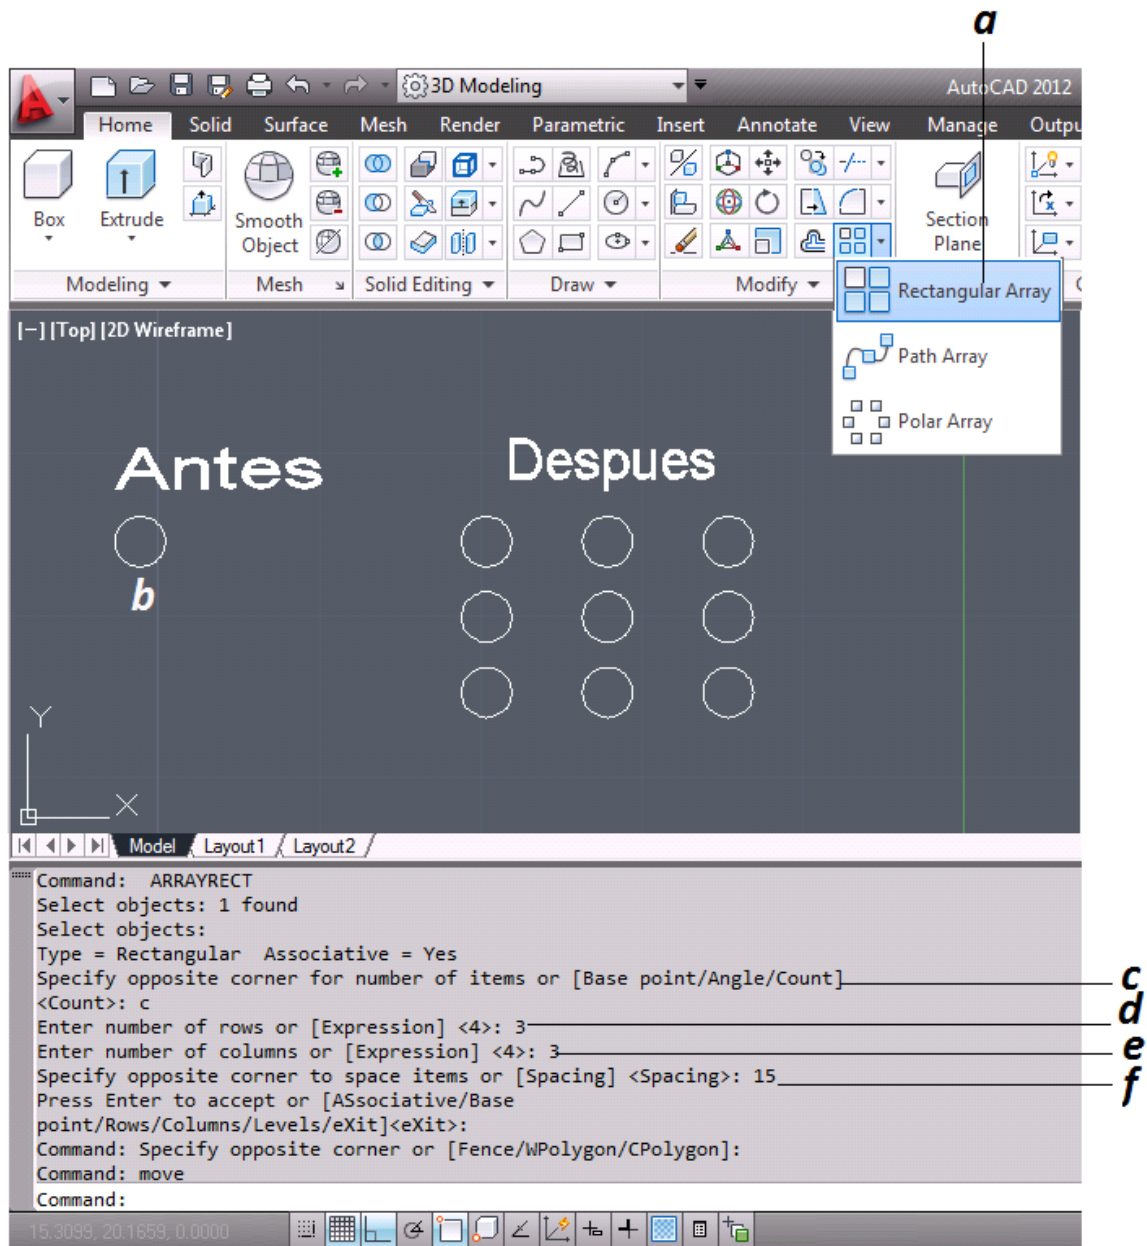 a
3D Modeling
AutoCAD 2012
Home Solid Surface Mesh Render Parametric Insert Annotate View Manage Outpu
Box Extrude Smooth Object Section Plane
Modeling Mesh Solid Editing Draw Modify
Rectangular Array
[−] [Top] [2D Wireframe]
Path Array
Polar Array
Antes Despues
b
Y
X
Model Layout1 Layout2
Command: ARRAYRECT
Select objects: 1 found
Select objects:
Type = Rectangular Associative = Yes
Specify opposite corner for number of items or [Base point/Angle/Count] c
<Count>: c
Enter number of rows or [Expression] <4>: 3 d
Enter number of columns or [Expression] <4>: 3 e
Specify opposite corner to space items or [Spacing] <Spacing>: 15 f
Press Enter to accept or [ASsociative/Base
point/Rows/Columns/Levels/eXit]<eXit>:
Command: Specify opposite corner or [Fence/WPolygon/CPolygon]:
Command: move
Command:
15.3099, 20.1659, 0.0000